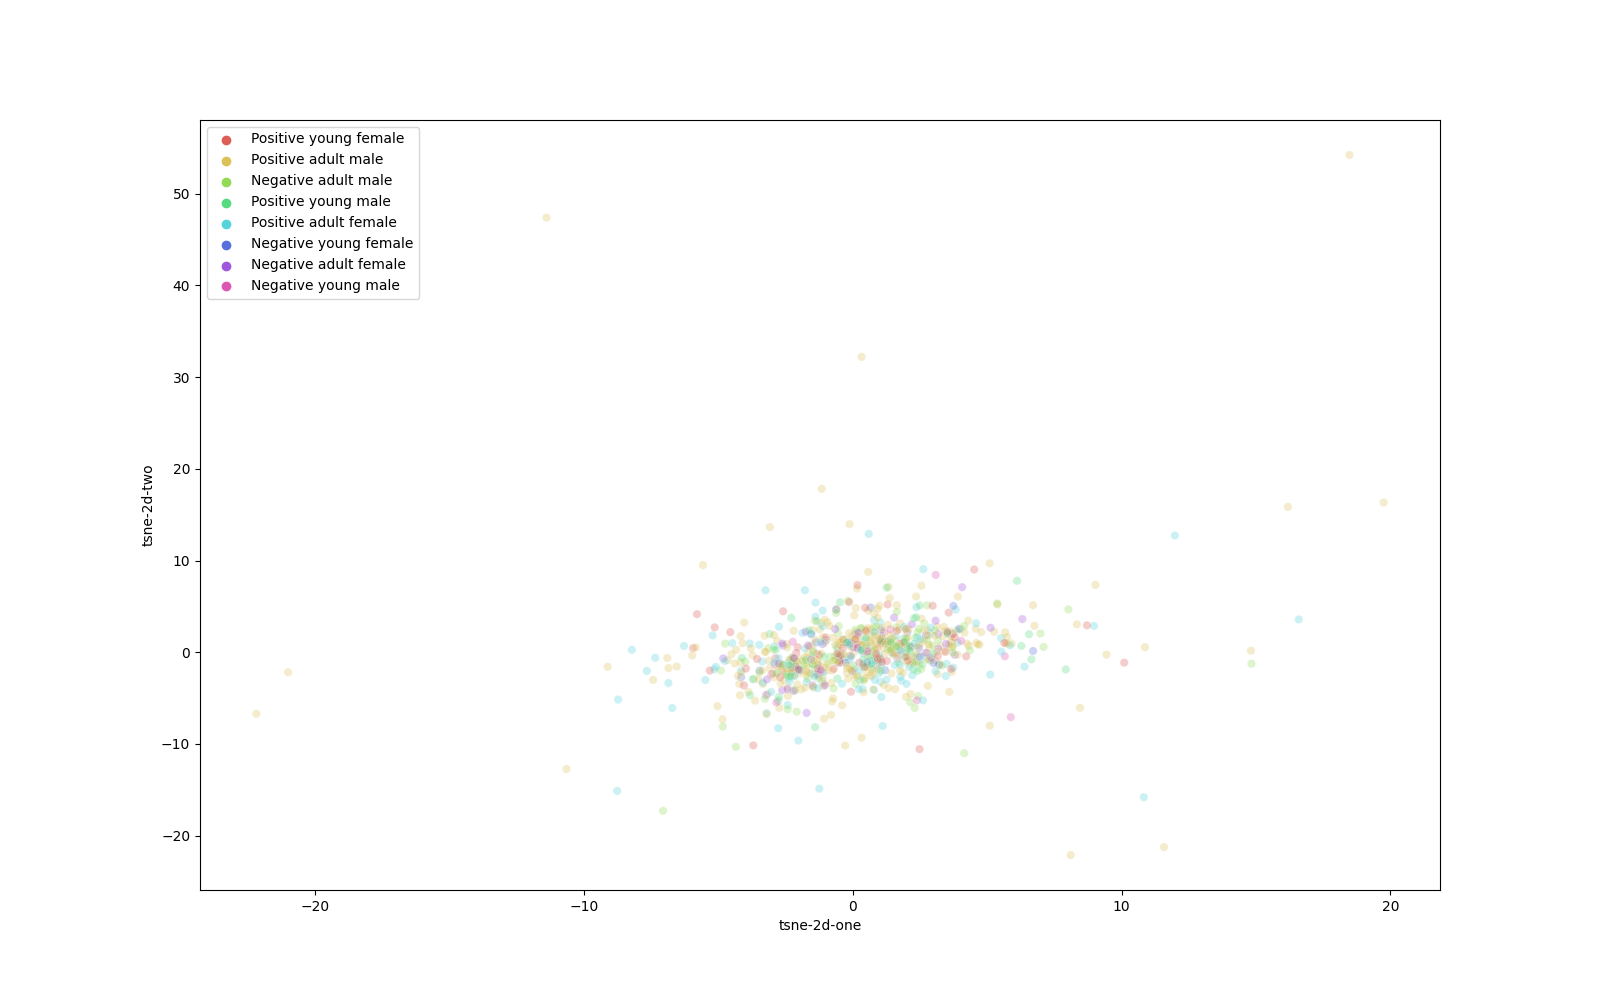 Positive young female
Positive adult male
Negative adult male
Positive young male
Positive adult female
Negative young female
Negative adult female
Negative young male
50
40
30
20
10
0
−10
−20
tsne-2d-two
−20
−10
0
10
20
tsne-2d-one